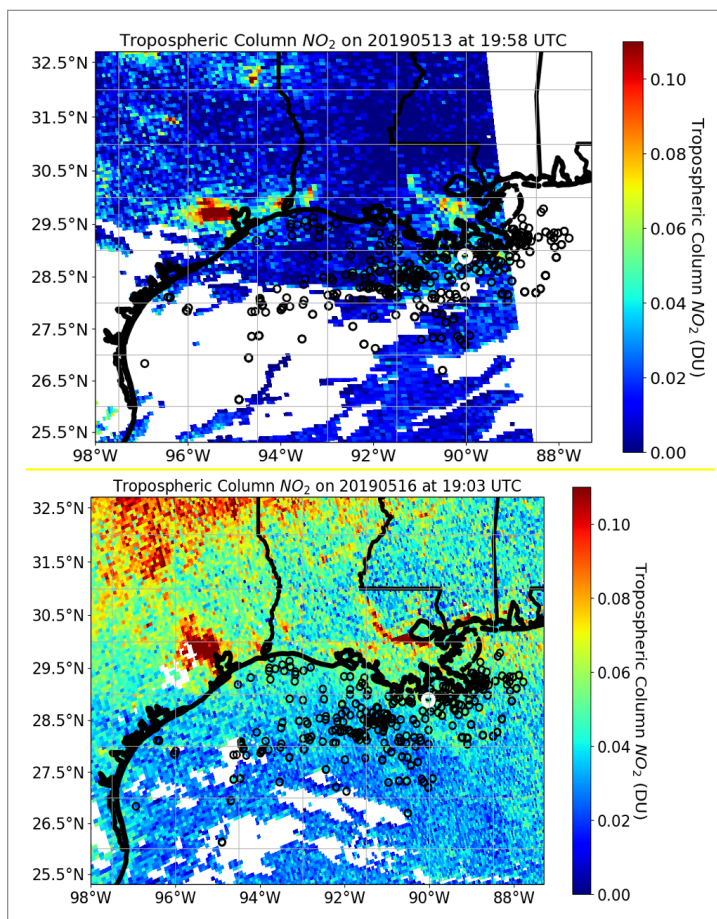 Tropospheric Column NO2 on 20190513 at 19:58 UTC
32.5°N
31.5°N
30.5°N
29.5°N
28.5°N
27.5°N
26.5°N
25.5°N
98°W 96°W 94°W 92°W 90°W 88°W
0.10
0.08
0.06
0.04
0.02
0.00
Tropospheric Column NO2 (DU)
Tropospheric Column NO2 on 20190516 at 19:03 UTC
32.5°N
31.5°N
30.5°N
29.5°N
28.5°N
27.5°N
26.5°N
25.5°N
98°W 96°W 94°W 92°W 90°W 88°W
0.10
0.08
0.06
0.04
0.02
0.00
Tropospheric Column NO2 (DU)